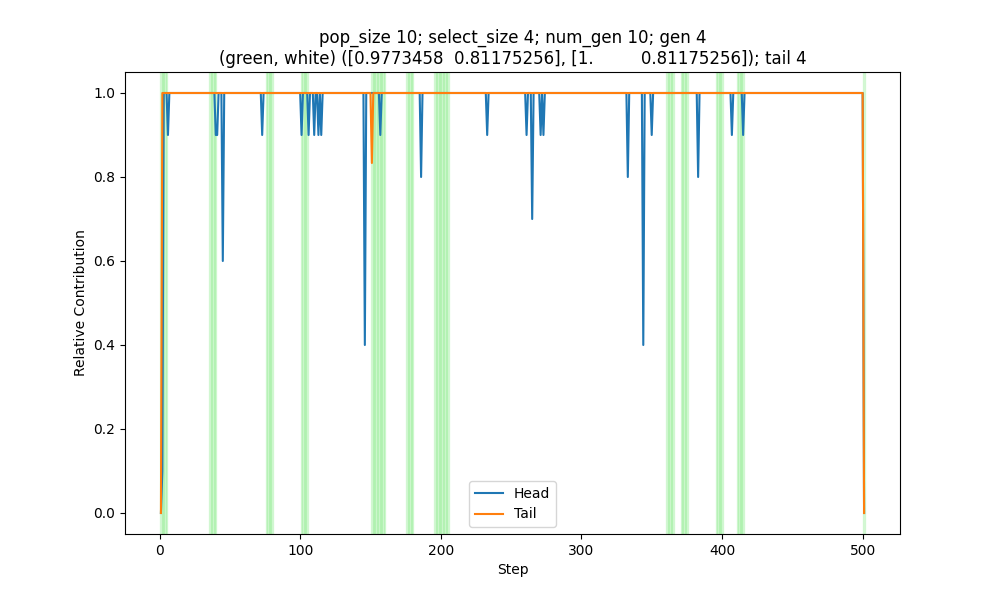 pop_size 10; select_size 4; num_gen 10; gen 4
(green, white) ([0.9773458  0.81175256], [1.         0.81175256]); tail 4
1.0
0.8
0.6
0.4
0.2
0.0
Relative Contribution
Head
Tail
0 100 200 300 400 500
Step